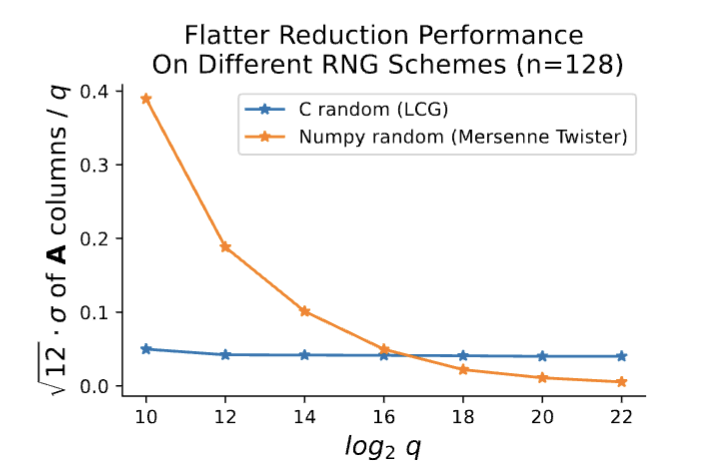 Flatter Reduction Performance
On Different RNG Schemes (n=128)
C random (LCG)
Numpy random (Mersenne Twister)
√12 · σ of A columns / q
0.4
0.3
0.2
0.1
0.0
10 12 14 16 18 20 22
log₂ q